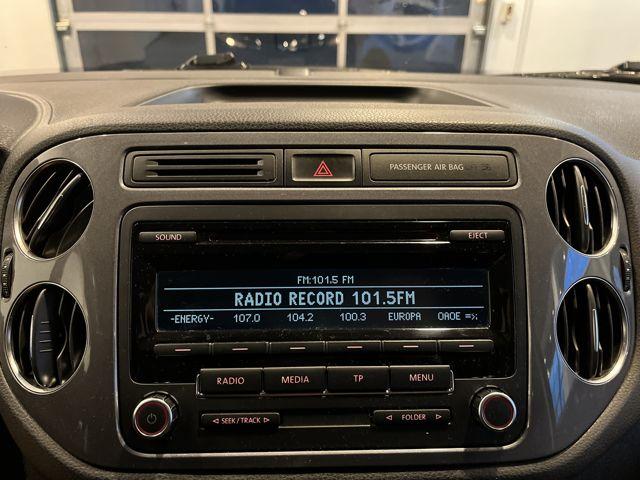 PASSENGER AIR BAG
SOUND
EJECT
FM:101.5 FM
RADIO RECORD 101.5FM
-ENERGY- 107.0 104.2 100.3 EUROPA OAOE =>:
RADIO MEDIA TP MENU
SEEK / TRACK
FOLDER